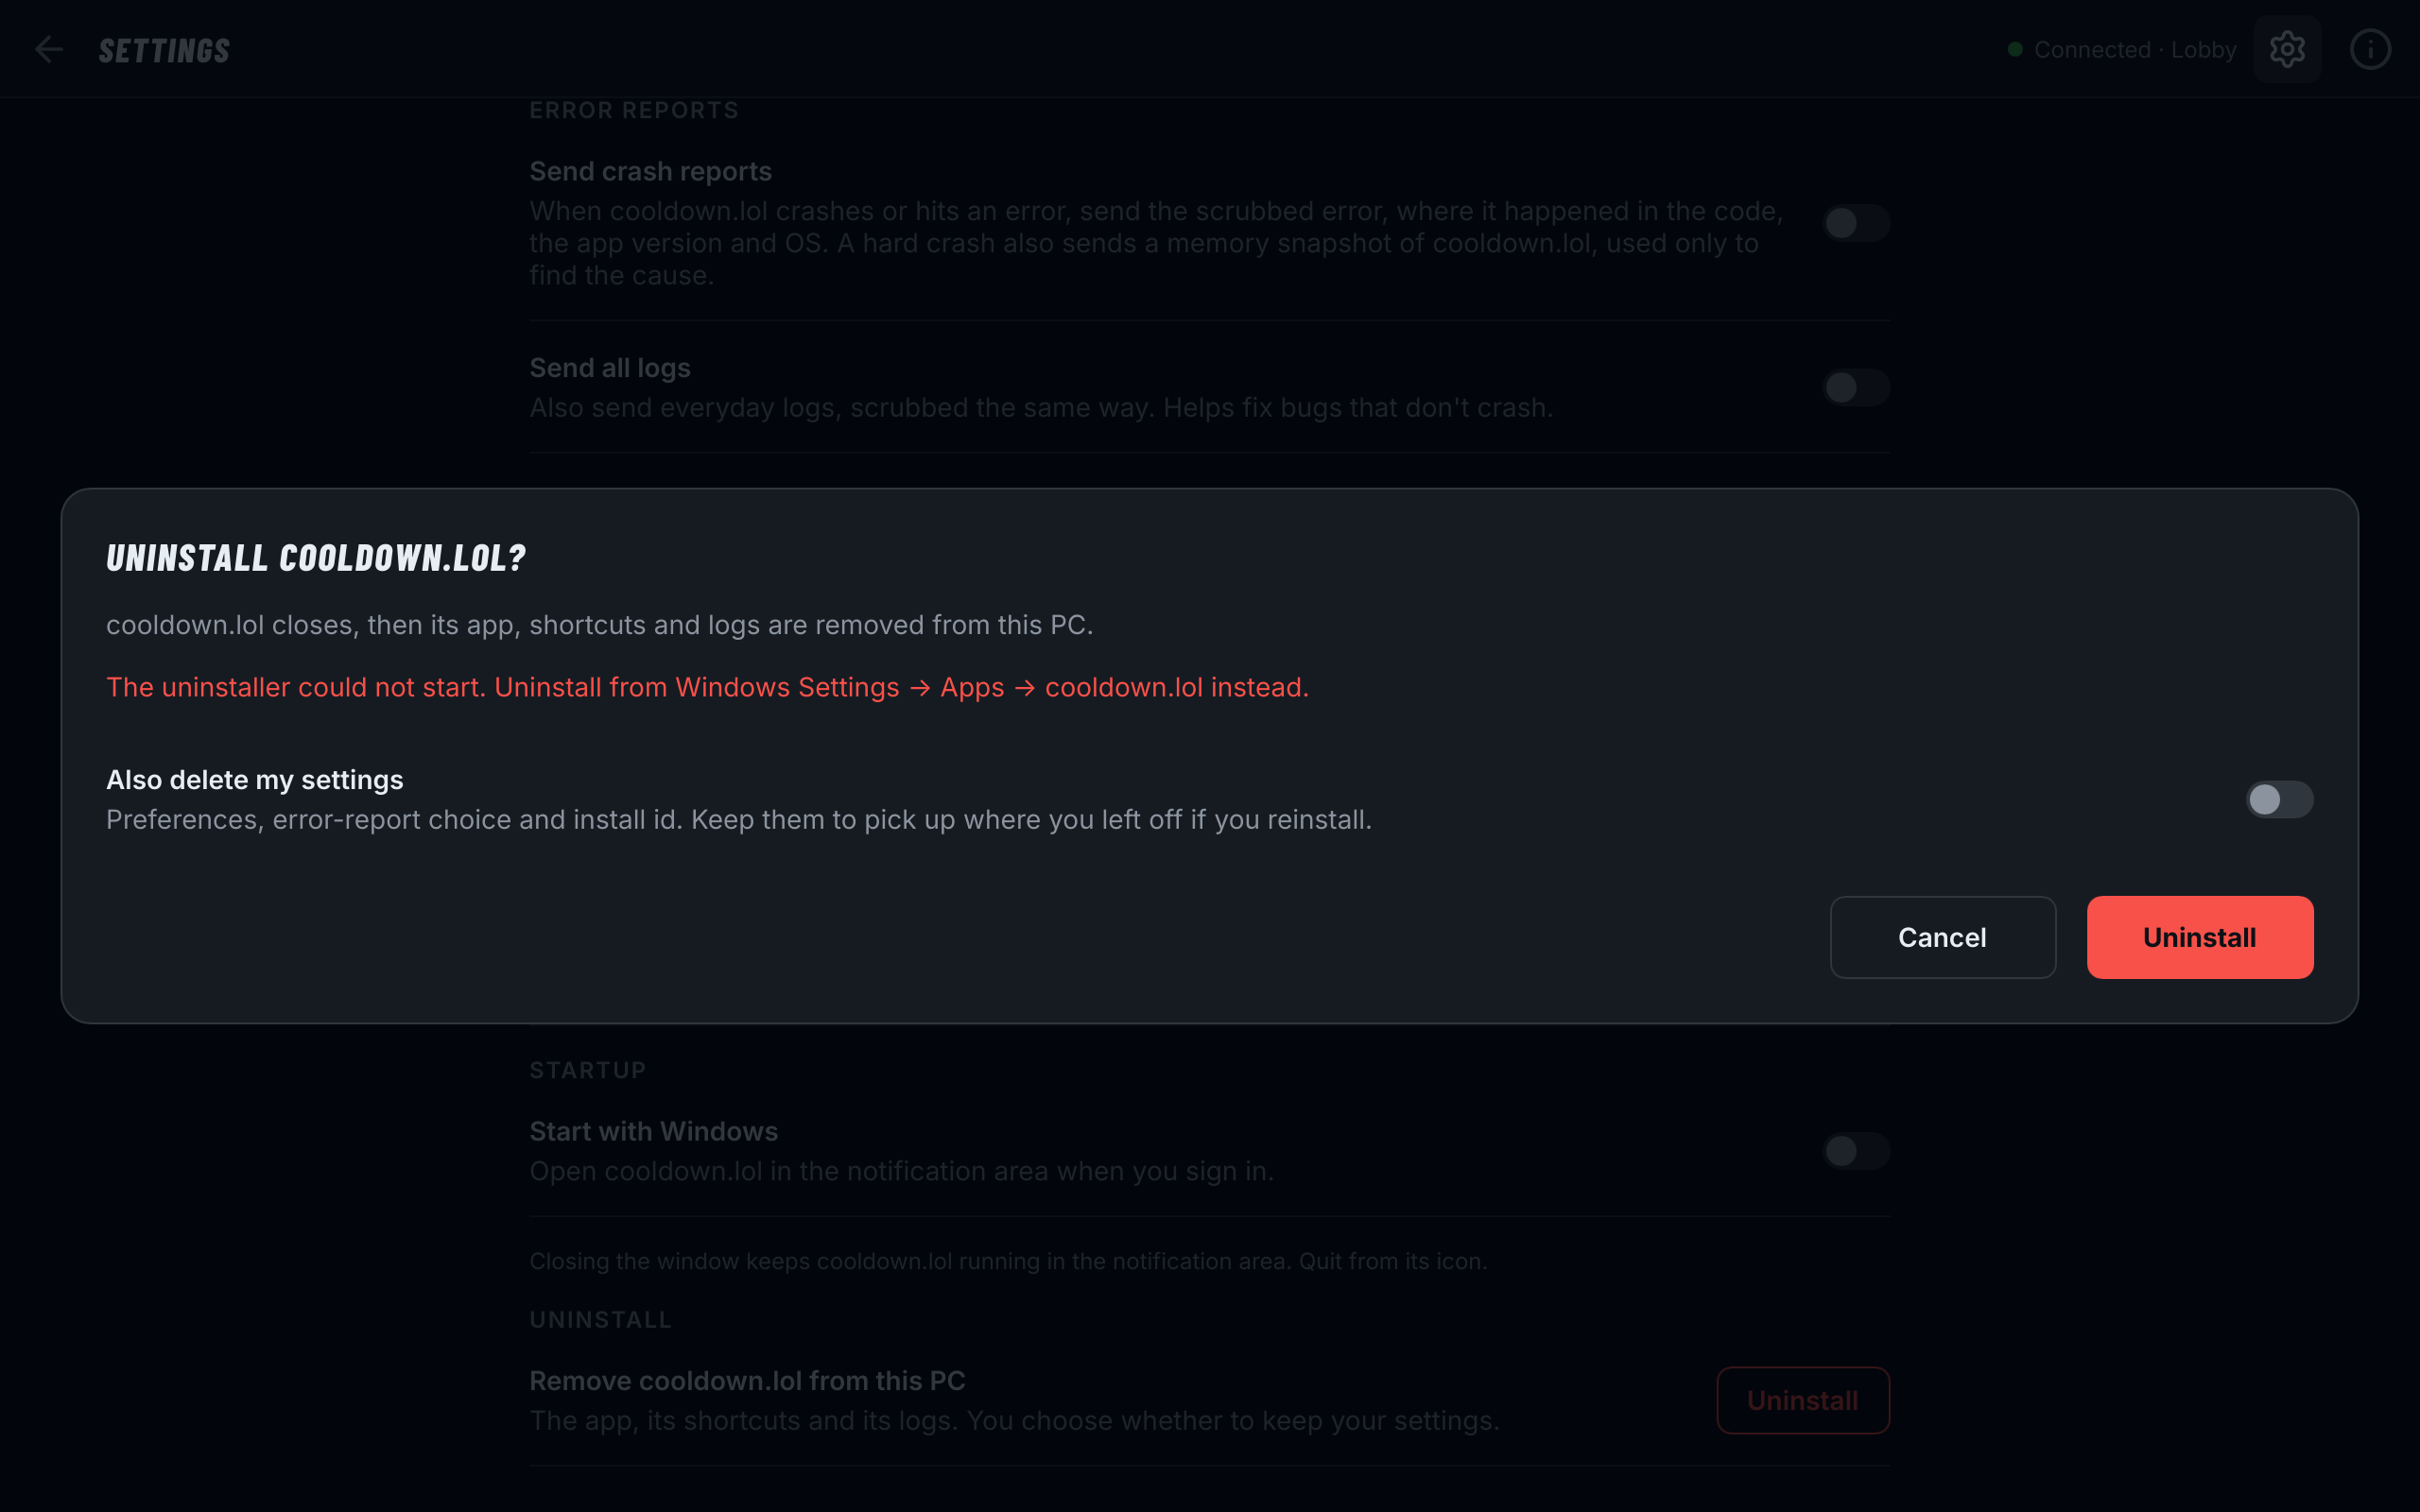 SETTINGS
Connected · Lobby
ERROR REPORTS
Send crash reports
When cooldown.lol crashes or hits an error, send the scrubbed error, where it happened in the code,
the app version and OS. A hard crash also sends a memory snapshot of cooldown.lol, used only to
find the cause.
Send all logs
Also send everyday logs, scrubbed the same way. Helps fix bugs that don't crash.
UNINSTALL COOLDOWN.LOL?
cooldown.lol closes, then its app, shortcuts and logs are removed from this PC.
The uninstaller could not start. Uninstall from Windows Settings → Apps → cooldown.lol instead.
Also delete my settings
Preferences, error-report choice and install id. Keep them to pick up where you left off if you reinstall.
Cancel
Uninstall
STARTUP
Start with Windows
Open cooldown.lol in the notification area when you sign in.
Closing the window keeps cooldown.lol running in the notification area. Quit from its icon.
UNINSTALL
Remove cooldown.lol from this PC
The app, its shortcuts and its logs. You choose whether to keep your settings.
Uninstall